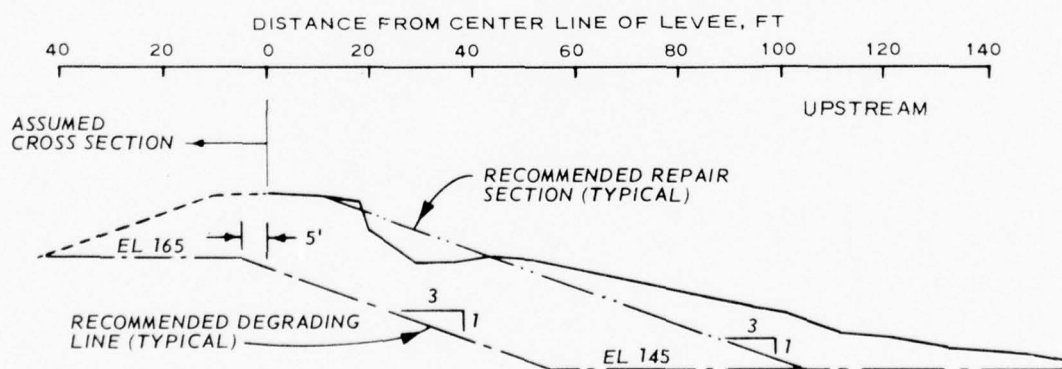 DISTANCE FROM CENTER LINE OF LEVEE, FT
40 20 0 20 40 60 80 100 120 140
UPSTREAM
ASSUMED
CROSS SECTION
RECOMMENDED REPAIR
SECTION (TYPICAL)
EL 165
5'
3
1
RECOMMENDED DEGRADING
LINE (TYPICAL)
3
1
EL 145